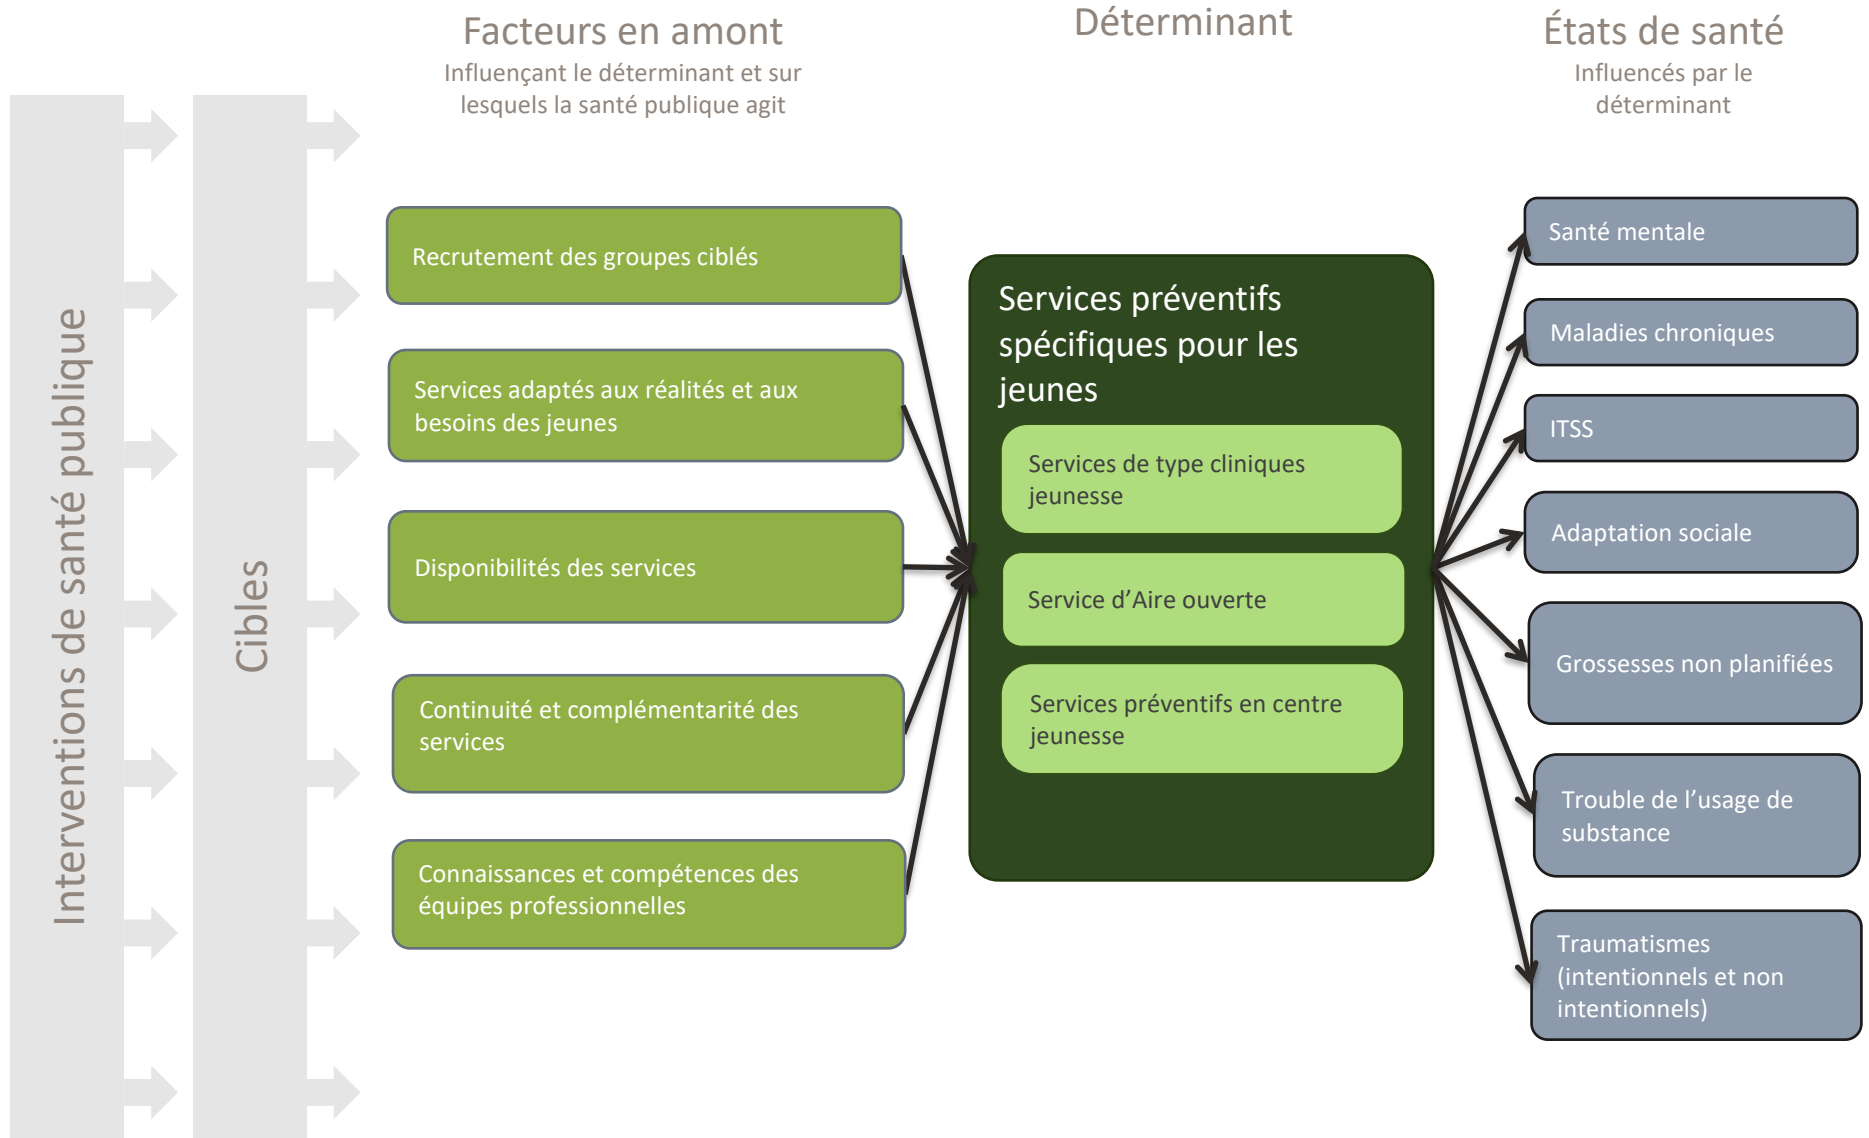 Facteurs en amont
Influençant le déterminant et sur
lesquels la santé publique agit
Déterminant
États de santé
Influencés par le
déterminant
Interventions de santé publique
Cibles
Recrutement des groupes ciblés
Services adaptés aux réalités et aux
besoins des jeunes
Disponibilités des services
Continuité et complémentarité des
services
Connaissances et compétences des
équipes professionnelles
Services préventifs
spécifiques pour les
jeunes
Services de type cliniques
jeunesse
Service d’Aire ouverte
Services préventifs en centre
jeunesse
Santé mentale
Maladies chroniques
ITSS
Adaptation sociale
Grossesses non planifiées
Trouble de l’usage de
substance
Traumatismes
(intentionnels et non
intentionnels)